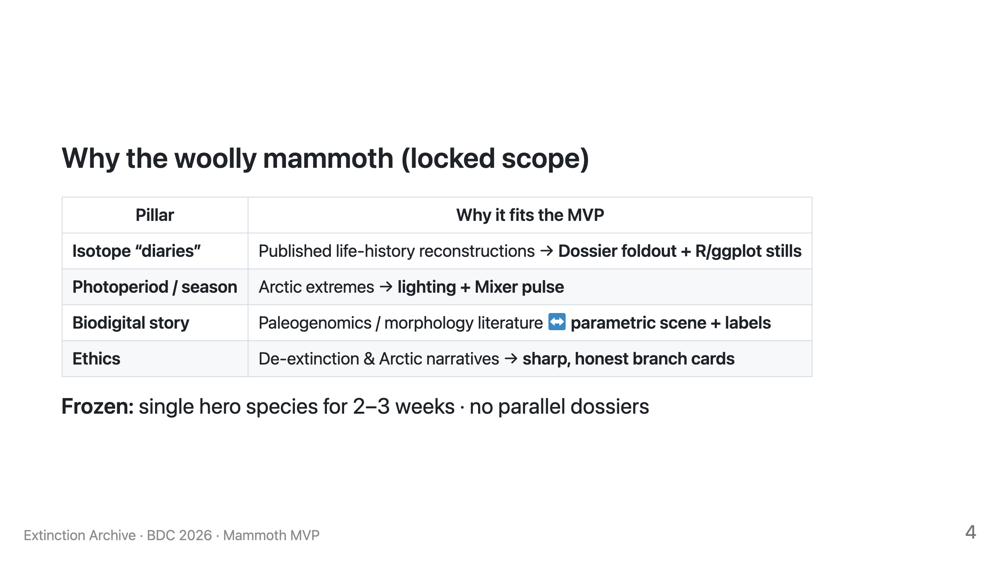 Why the woolly mammoth (locked scope)
Pillar Why it fits the MVP
Isotope “diaries” Published life-history reconstructions → Dossier foldout + R/ggplot stills
Photoperiod / season Arctic extremes → lighting + Mixer pulse
Biodigital story Paleogenomics / morphology literature ↔️ parametric scene + labels
Ethics De-extinction & Arctic narratives → sharp, honest branch cards
Frozen: single hero species for 2–3 weeks · no parallel dossiers
Extinction Archive · BDC 2026 · Mammoth MVP
4